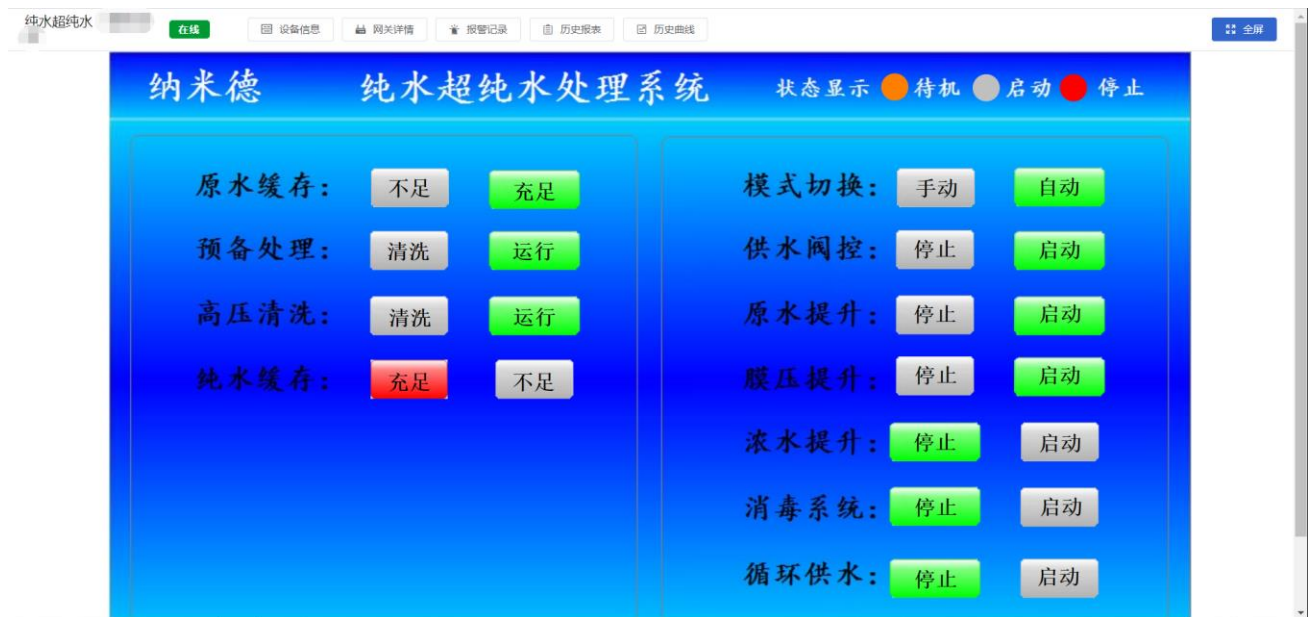 纯水超纯水
在线 设备信息 网关详情 报警记录 历史报表 历史曲线 全屏
纳米德 纯水超纯水处理系统 状态显示 待机 启动 停止
原水缓存： 不足 充足
预备处理： 清洗 运行
高压清洗： 清洗 运行
纯水缓存： 充足 不足
模式切换： 手动 自动
供水阀控： 停止 启动
原水提升： 停止 启动
膜压提升： 停止 启动
浓水提升： 停止 启动
消毒系统： 停止 启动
循环供水： 停止 启动